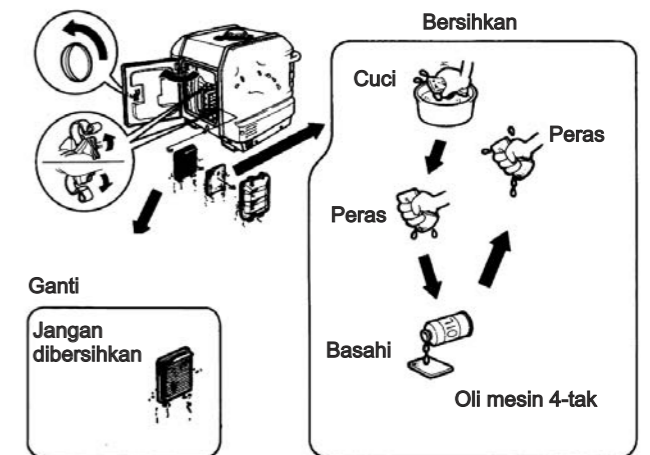 Bersihkan
Cuci
Peras
Peras
Basahi
OIL
Oli mesin 4-tak
Ganti
Jangan
dibersihkan